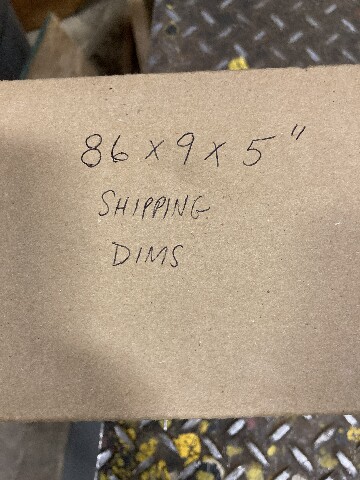 86 x 9 x 5"
SHIPPING
DIMS